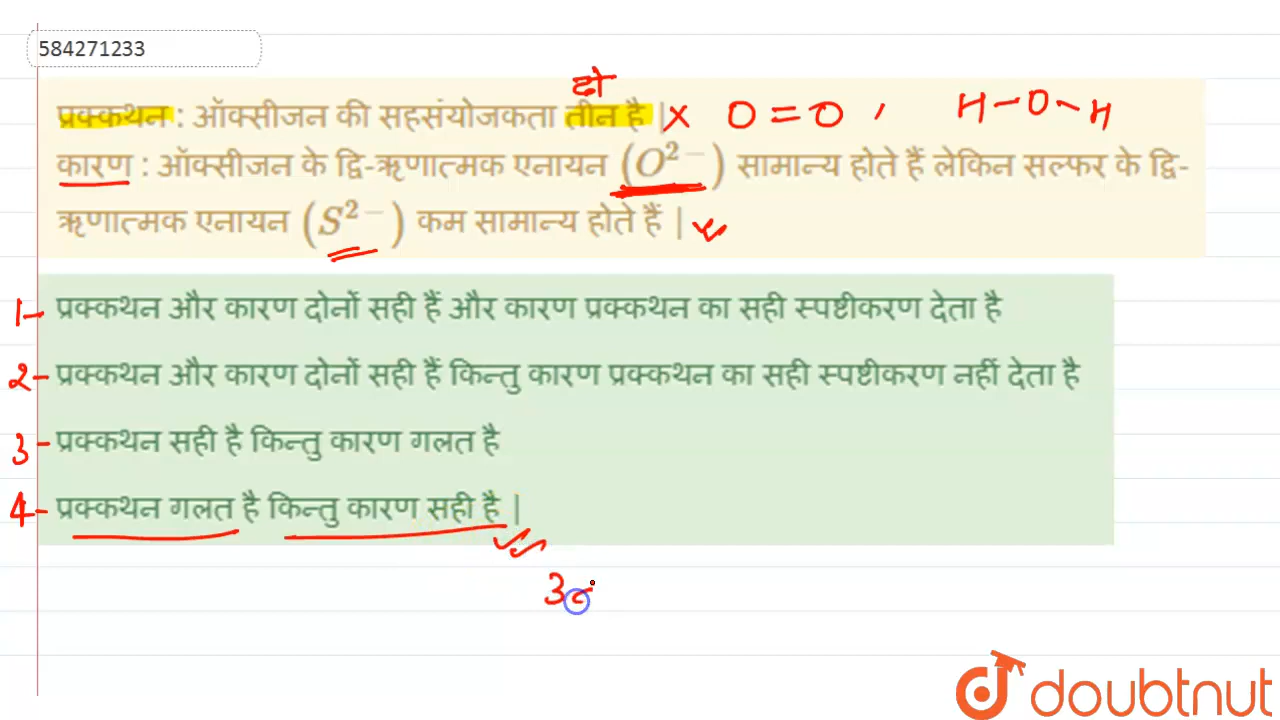 584271233
दो
प्रक्कथन : ऑक्सीजन की सहसंयोजकता तीन है | × O = O , H - O - H
कारण : ऑक्सीजन के द्वि-ऋणात्मक एनायन (O²⁻) सामान्य होते हैं लेकिन सल्फर के द्वि-
ऋणात्मक एनायन (S²⁻) कम सामान्य होते हैं |
1- प्रक्कथन और कारण दोनों सही हैं और कारण प्रक्कथन का सही स्पष्टीकरण देता है
2- प्रक्कथन और कारण दोनों सही हैं किन्तु कारण प्रक्कथन का सही स्पष्टीकरण नहीं देता है
3- प्रक्कथन सही है किन्तु कारण गलत है
4- प्रक्कथन गलत है किन्तु कारण सही है |
doubtnut